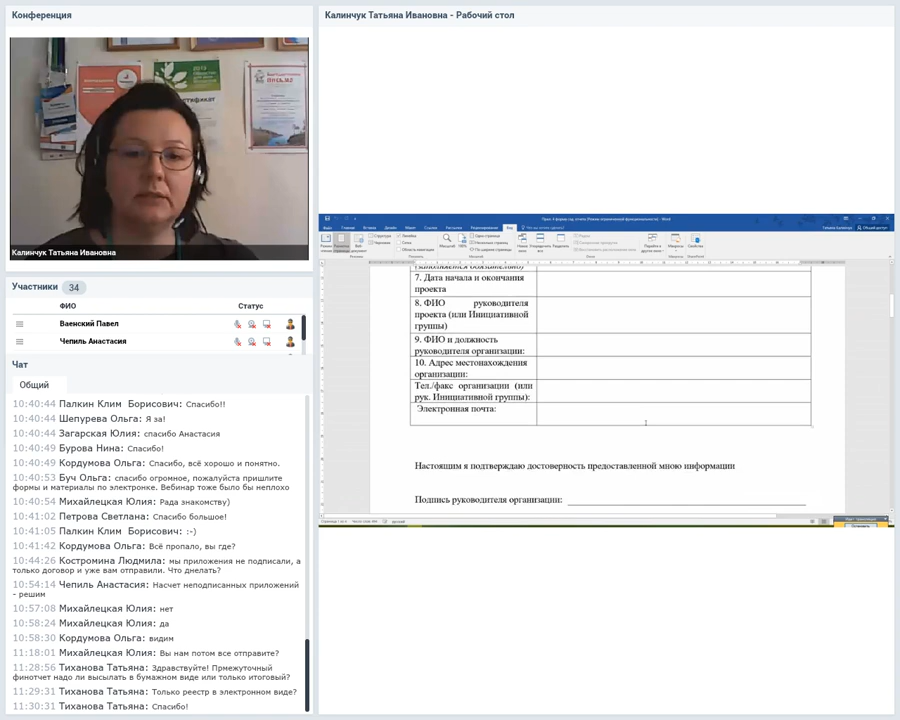 Конференция
ПИСЬМО
Калинчук Татьяна Ивановна
Участники 34
ФИО Статус
Ваенский Павел
Чепиль Анастасия
Чат
Общий
10:40:44 Палкин Клим Борисович: Спасибо!!
10:40:44 Шепурева Ольга: Я за!
10:40:44 Загарская Юлия: спасибо Анастасия
10:40:49 Бурова Нина: Спасибо!
10:40:49 Кордумова Ольга: Спасибо, всё хорошо и понятно.
10:40:53 Буч Ольга: спасибо огромное, пожалуйста пришлите
формы и материалы по электронке. Вебинар тоже было бы неплохо
10:40:54 Михайлецкая Юлия: Рада знакомству)
10:41:02 Петрова Светлана: Спасибо большое!
10:41:05 Палкин Клим Борисович: :-)
10:41:42 Кордумова Ольга: Всё пропало, вы где?
10:44:26 Костромина Людмила: мы приложения не подписали, а
только договор и уже вам отправили. Что днелать?
10:54:14 Чепиль Анастасия: Насчет неподписанных приложений
- решим
10:57:08 Михайлецкая Юлия: нет
10:58:24 Михайлецкая Юлия: да
10:58:30 Кордумова Ольга: видим
11:18:01 Михайлецкая Юлия: Вы нам потом все отправите?
11:28:56 Тиханова Татьяна: Здравствуйте! Прмежуточный
финотчет надо ли высылать в бумажном виде или только итоговый?
11:29:31 Тиханова Татьяна: Только реестр в электронном виде?
11:30:31 Тиханова Татьяна: Спасибо!
Калинчук Татьяна Ивановна - Рабочий стол
(заполняется обязательно)
7. Дата начала и окончания
проекта
8. ФИО руководителя
проекта (или Инициативной
группы)
9. ФИО и должность
руководителя организации:
10. Адрес местонахождения
организации:
Тел./факс организации (или
рук. Инициативной группы):
Электронная почта:
Настоящим я подтверждаю достоверность предоставленной мною информации
Подпись руководителя организации: